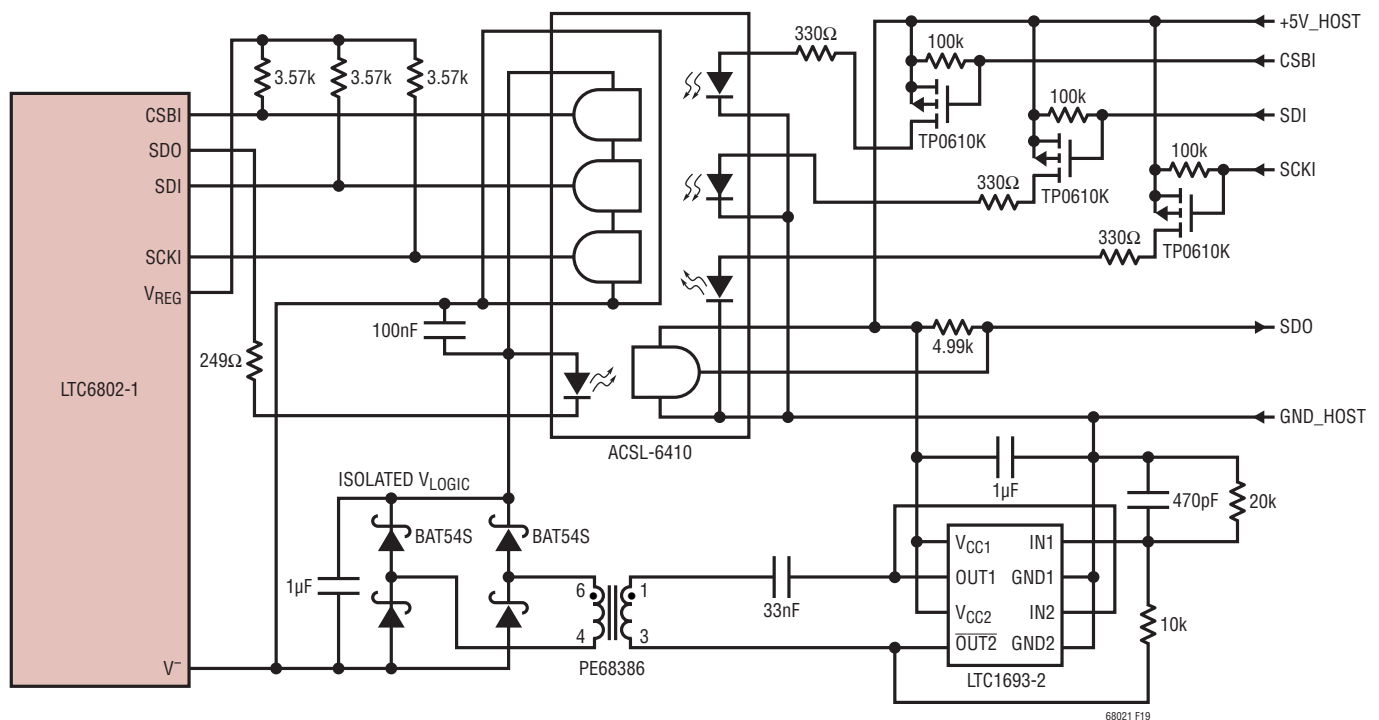 +5V_HOST
330Ω
100k
CSBI
3.57k
3.57k
3.57k
100k
CSBI
TP0610K
SDI
SDO
100k
330Ω
SDI
TP0610K
SCKI
330Ω
SCKI
TP0610K
VREG
100nF
SDO
4.99k
249Ω
LTC6802-1
GND_HOST
ACSL-6410
ISOLATED VLOGIC
1µF
470pF
20k
BAT54S
BAT54S
VCC1
IN1
1µF
6
1
OUT1
GND1
33nF
VCC2
IN2
10k
4
3
OUT2
GND2
V–
PE68386
LTC1693-2
68021 F19